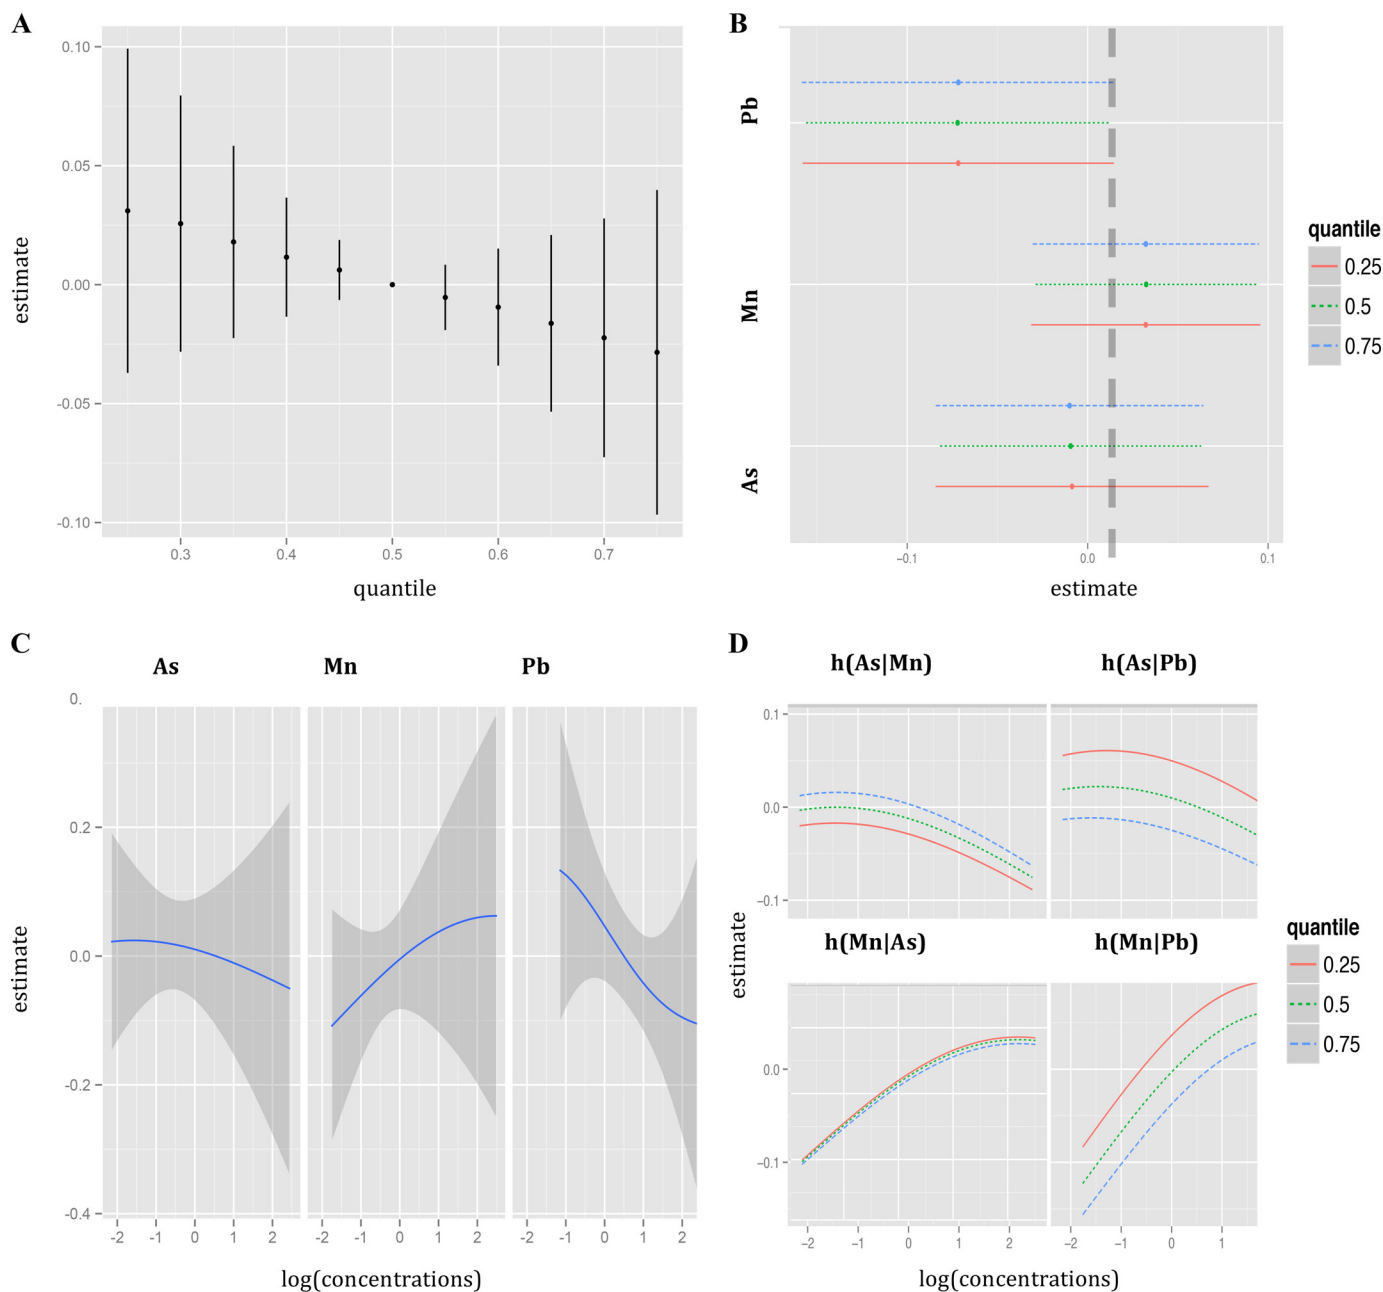 A
0.10
0.05
0.00
-0.05
-0.10
estimate
0.3 0.4 0.5 0.6 0.7
quantile
B
Pb
Mn
As
-0.1 0.0 0.1
estimate
quantile
0.25
0.5
0.75
C
As Mn Pb
0.
0.2
0.0
-0.2
-0.4
estimate
-2 -1 0 1 2 -2 -1 0 1 2 -2 -1 0 1 2
log(concentrations)
D
h(As|Mn) h(As|Pb)
0.1
0.0
-0.1
h(Mn|As) h(Mn|Pb)
0.0
-0.1
estimate
-2 -1 0 1 2 -2 -1 0 1
log(concentrations)
quantile
0.25
0.5
0.75